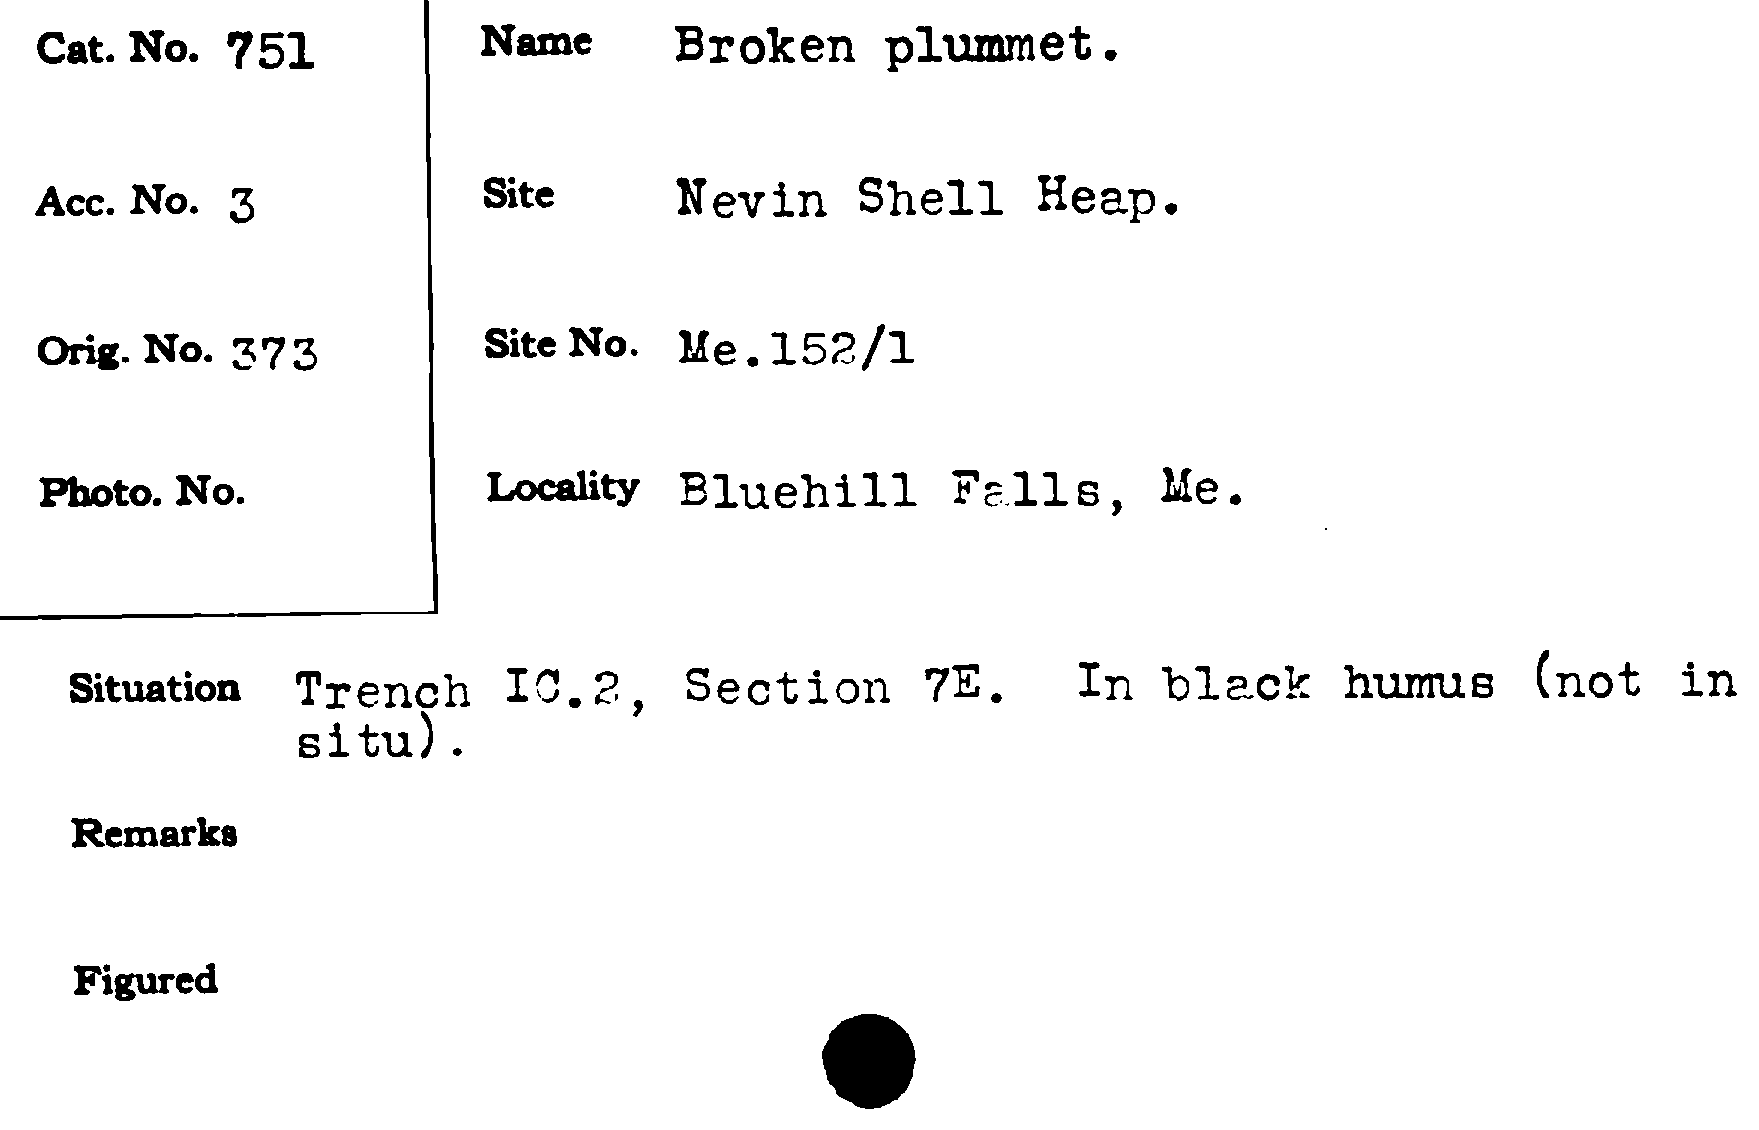 Cat. No. 751
Name Broken plummet.
Acc. No. 3
Site Nevin Shell Heap.
Orig. No. 373
Site No. Me.152/1
Photo. No.
Locality Bluehill Falls, Me.
Situation Trench IC.2, Section 7E. In black humus (not in
situ).
Remarks
Figured